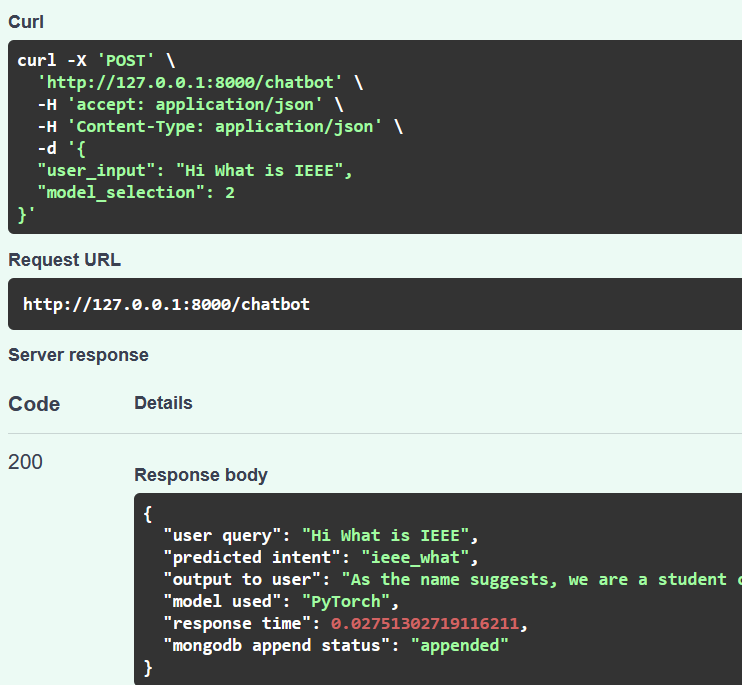 Curl
curl -X 'POST' \
'http://127.0.0.1:8000/chatbot' \
-H 'accept: application/json' \
-H 'Content-Type: application/json' \
-d '{
"user_input": "Hi What is IEEE",
"model_selection": 2
}'
Request URL
http://127.0.0.1:8000/chatbot
Server response
Code Details
200
Response body
{
"user query": "Hi What is IEEE",
"predicted intent": "ieee_what",
"output to user": "As the name suggests, we are a student
"model used": "PyTorch",
"response time": 0.02751302719116211,
"mongodb append status": "appended"
}